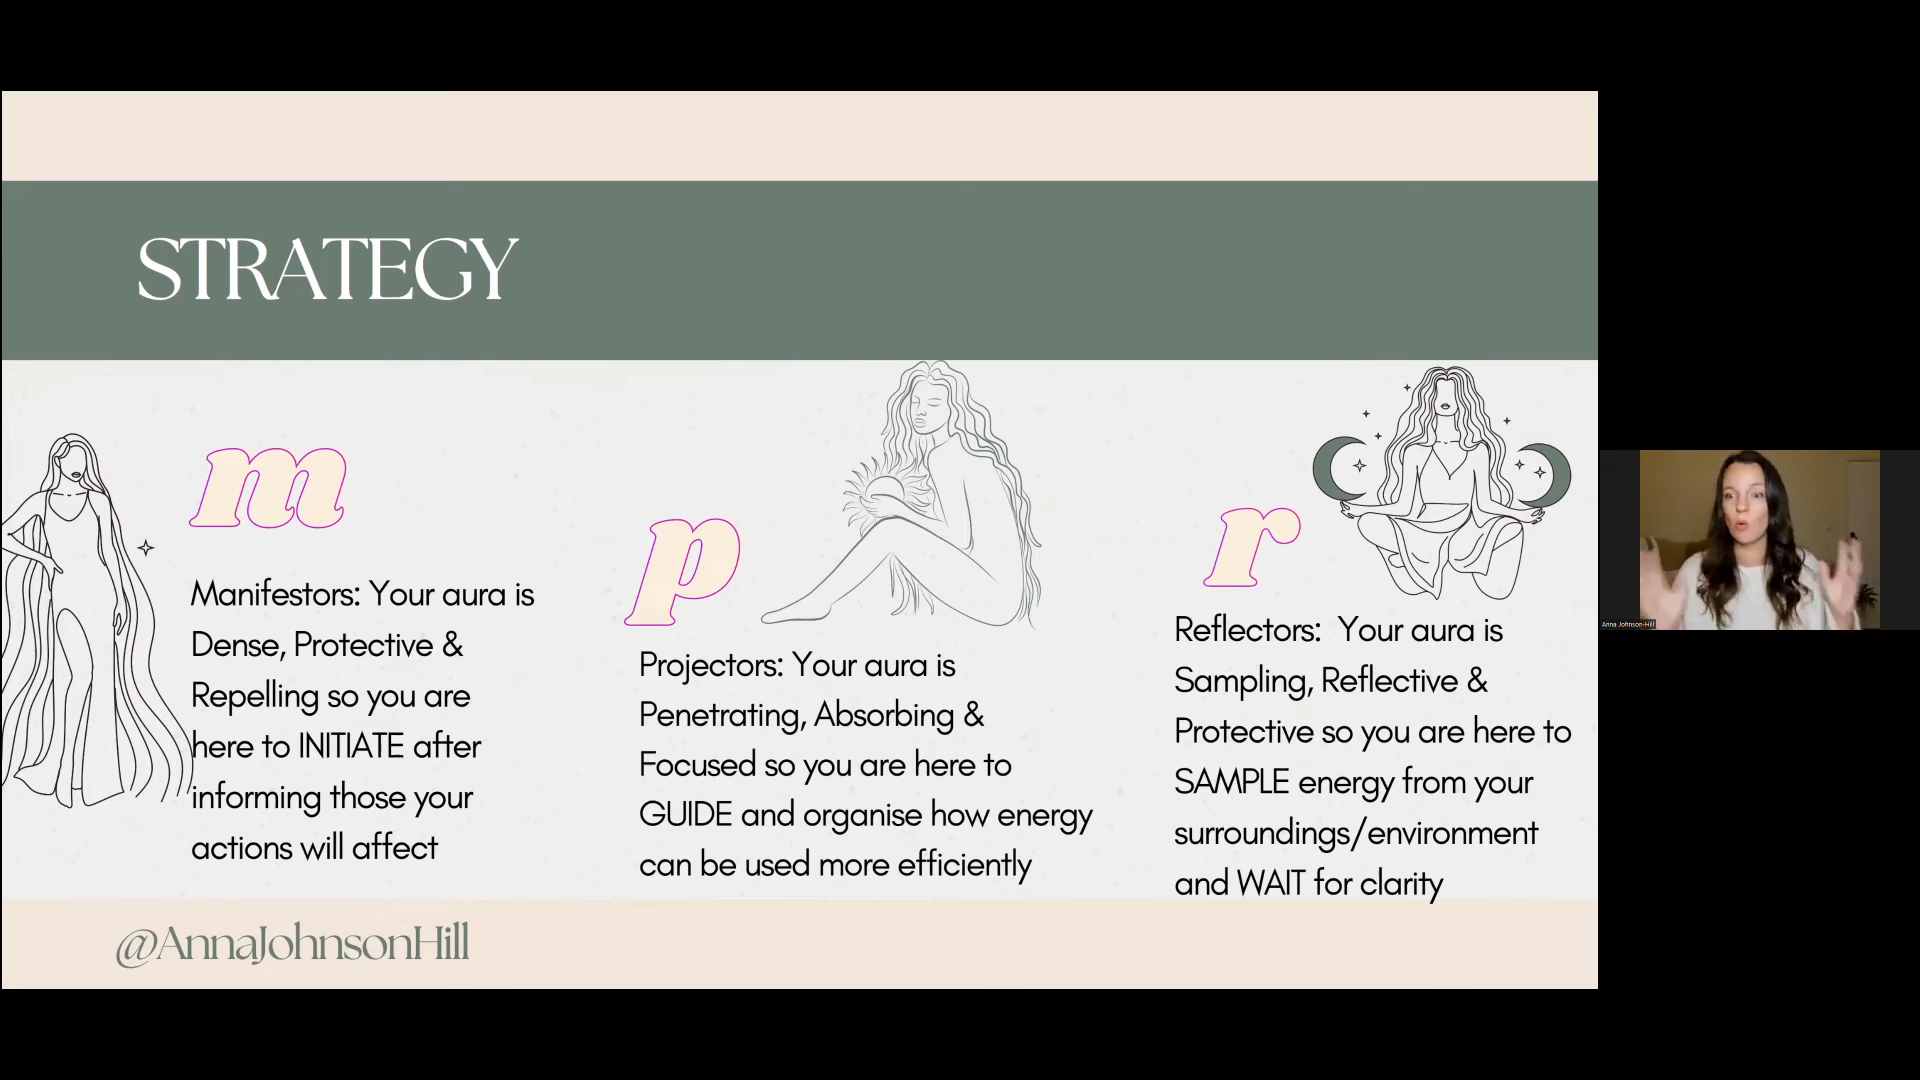 STRATEGY
m
Manifestors: Your aura is
Dense, Protective &
Repelling so you are
here to INITIATE after
informing those your
actions will affect
p
Projectors: Your aura is
Penetrating, Absorbing &
Focused so you are here to
GUIDE and organise how energy
can be used more efficiently
r
Reflectors:  Your aura is
Sampling, Reflective &
Protective so you are here to
SAMPLE energy from your
surroundings/environment
and WAIT for clarity
@AnnaJohnsonHill
Anna Johnson-Hill